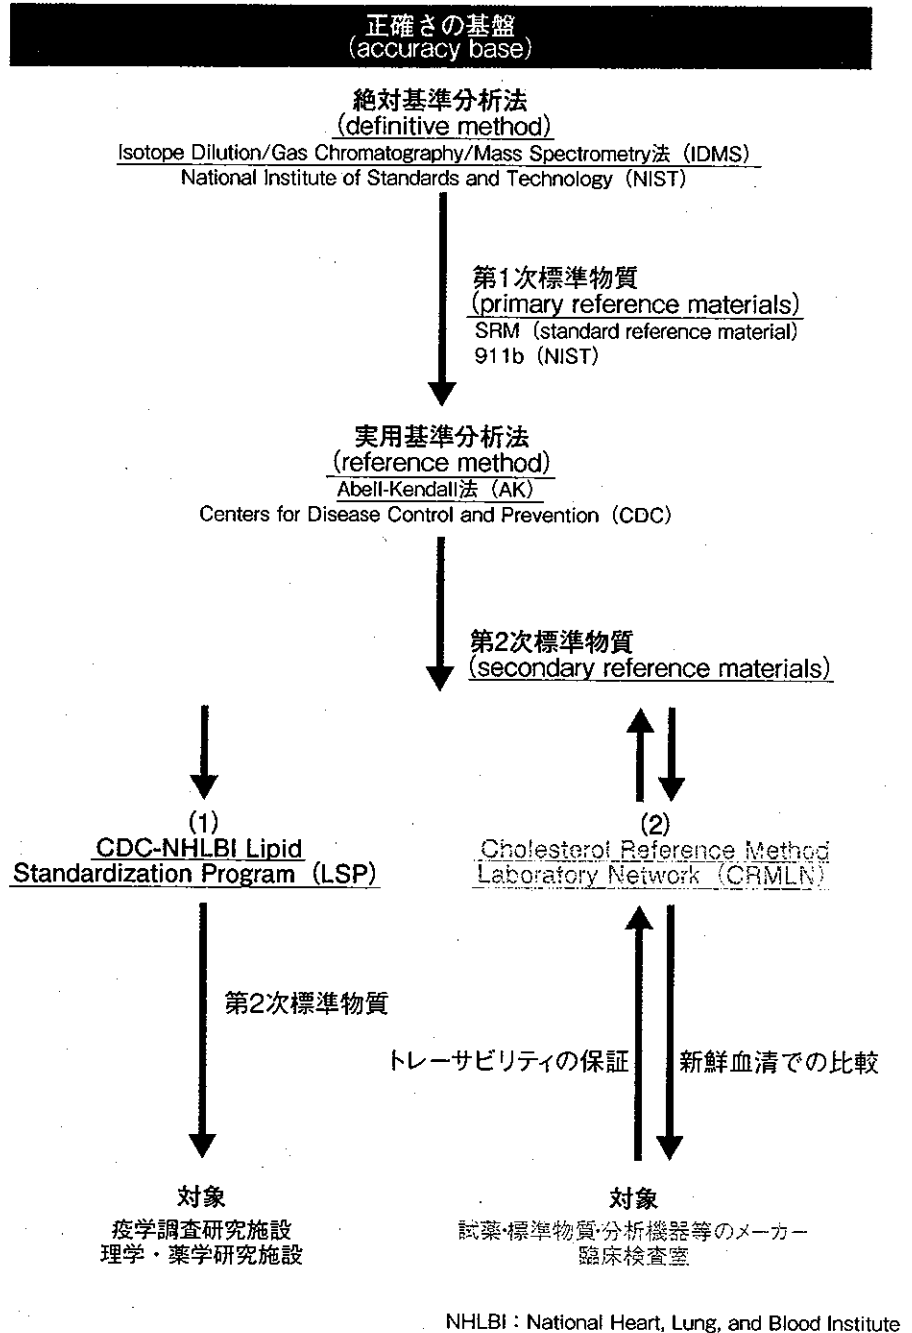 正確さの基盤
(accuracy base)
絶対基準分析法
(definitive method)
Isotope Dilution/Gas Chromatography/Mass Spectrometry法 (IDMS)
National Institute of Standards and Technology (NIST)
第1次標準物質
(primary reference materials)
SRM (standard reference material)
911b (NIST)
実用基準分析法
(reference method)
Abell-Kendall法 (AK)
Centers for Disease Control and Prevention (CDC)
第2次標準物質
(secondary reference materials)
(1)
CDC-NHLBI Lipid
Standardization Program (LSP)
(2)
Cholesterol Reference Method
Laboratory Network (CRMLN)
第2次標準物質
トレーサビリティの保証
新鮮血清での比較
対象
疫学調査研究施設
理学・薬学研究施設
対象
試薬・標準物質・分析機器等のメーカー
臨床検査室
NHLBI：National Heart, Lung, and Blood Institute